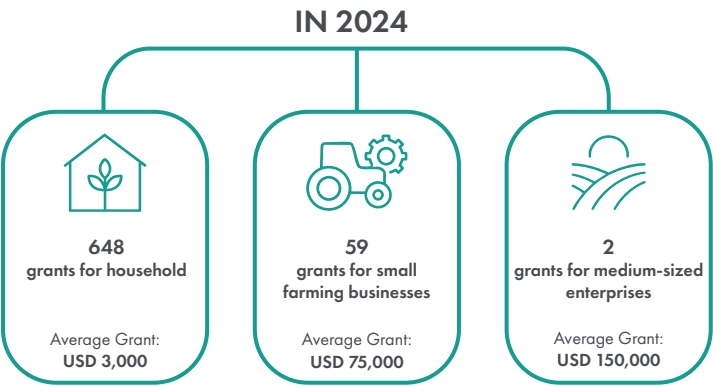 IN 2024
648
grants for household
Average Grant:
USD 3,000
59
grants for small
farming businesses
Average Grant:
USD 75,000
2
grants for medium-sized
enterprises
Average Grant:
USD 150,000